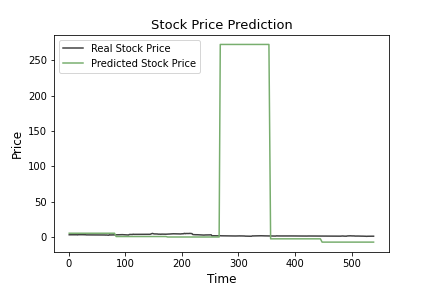 Stock Price Prediction
Real Stock Price
Predicted Stock Price
Price
250
200
150
100
50
0
0 100 200 300 400 500
Time